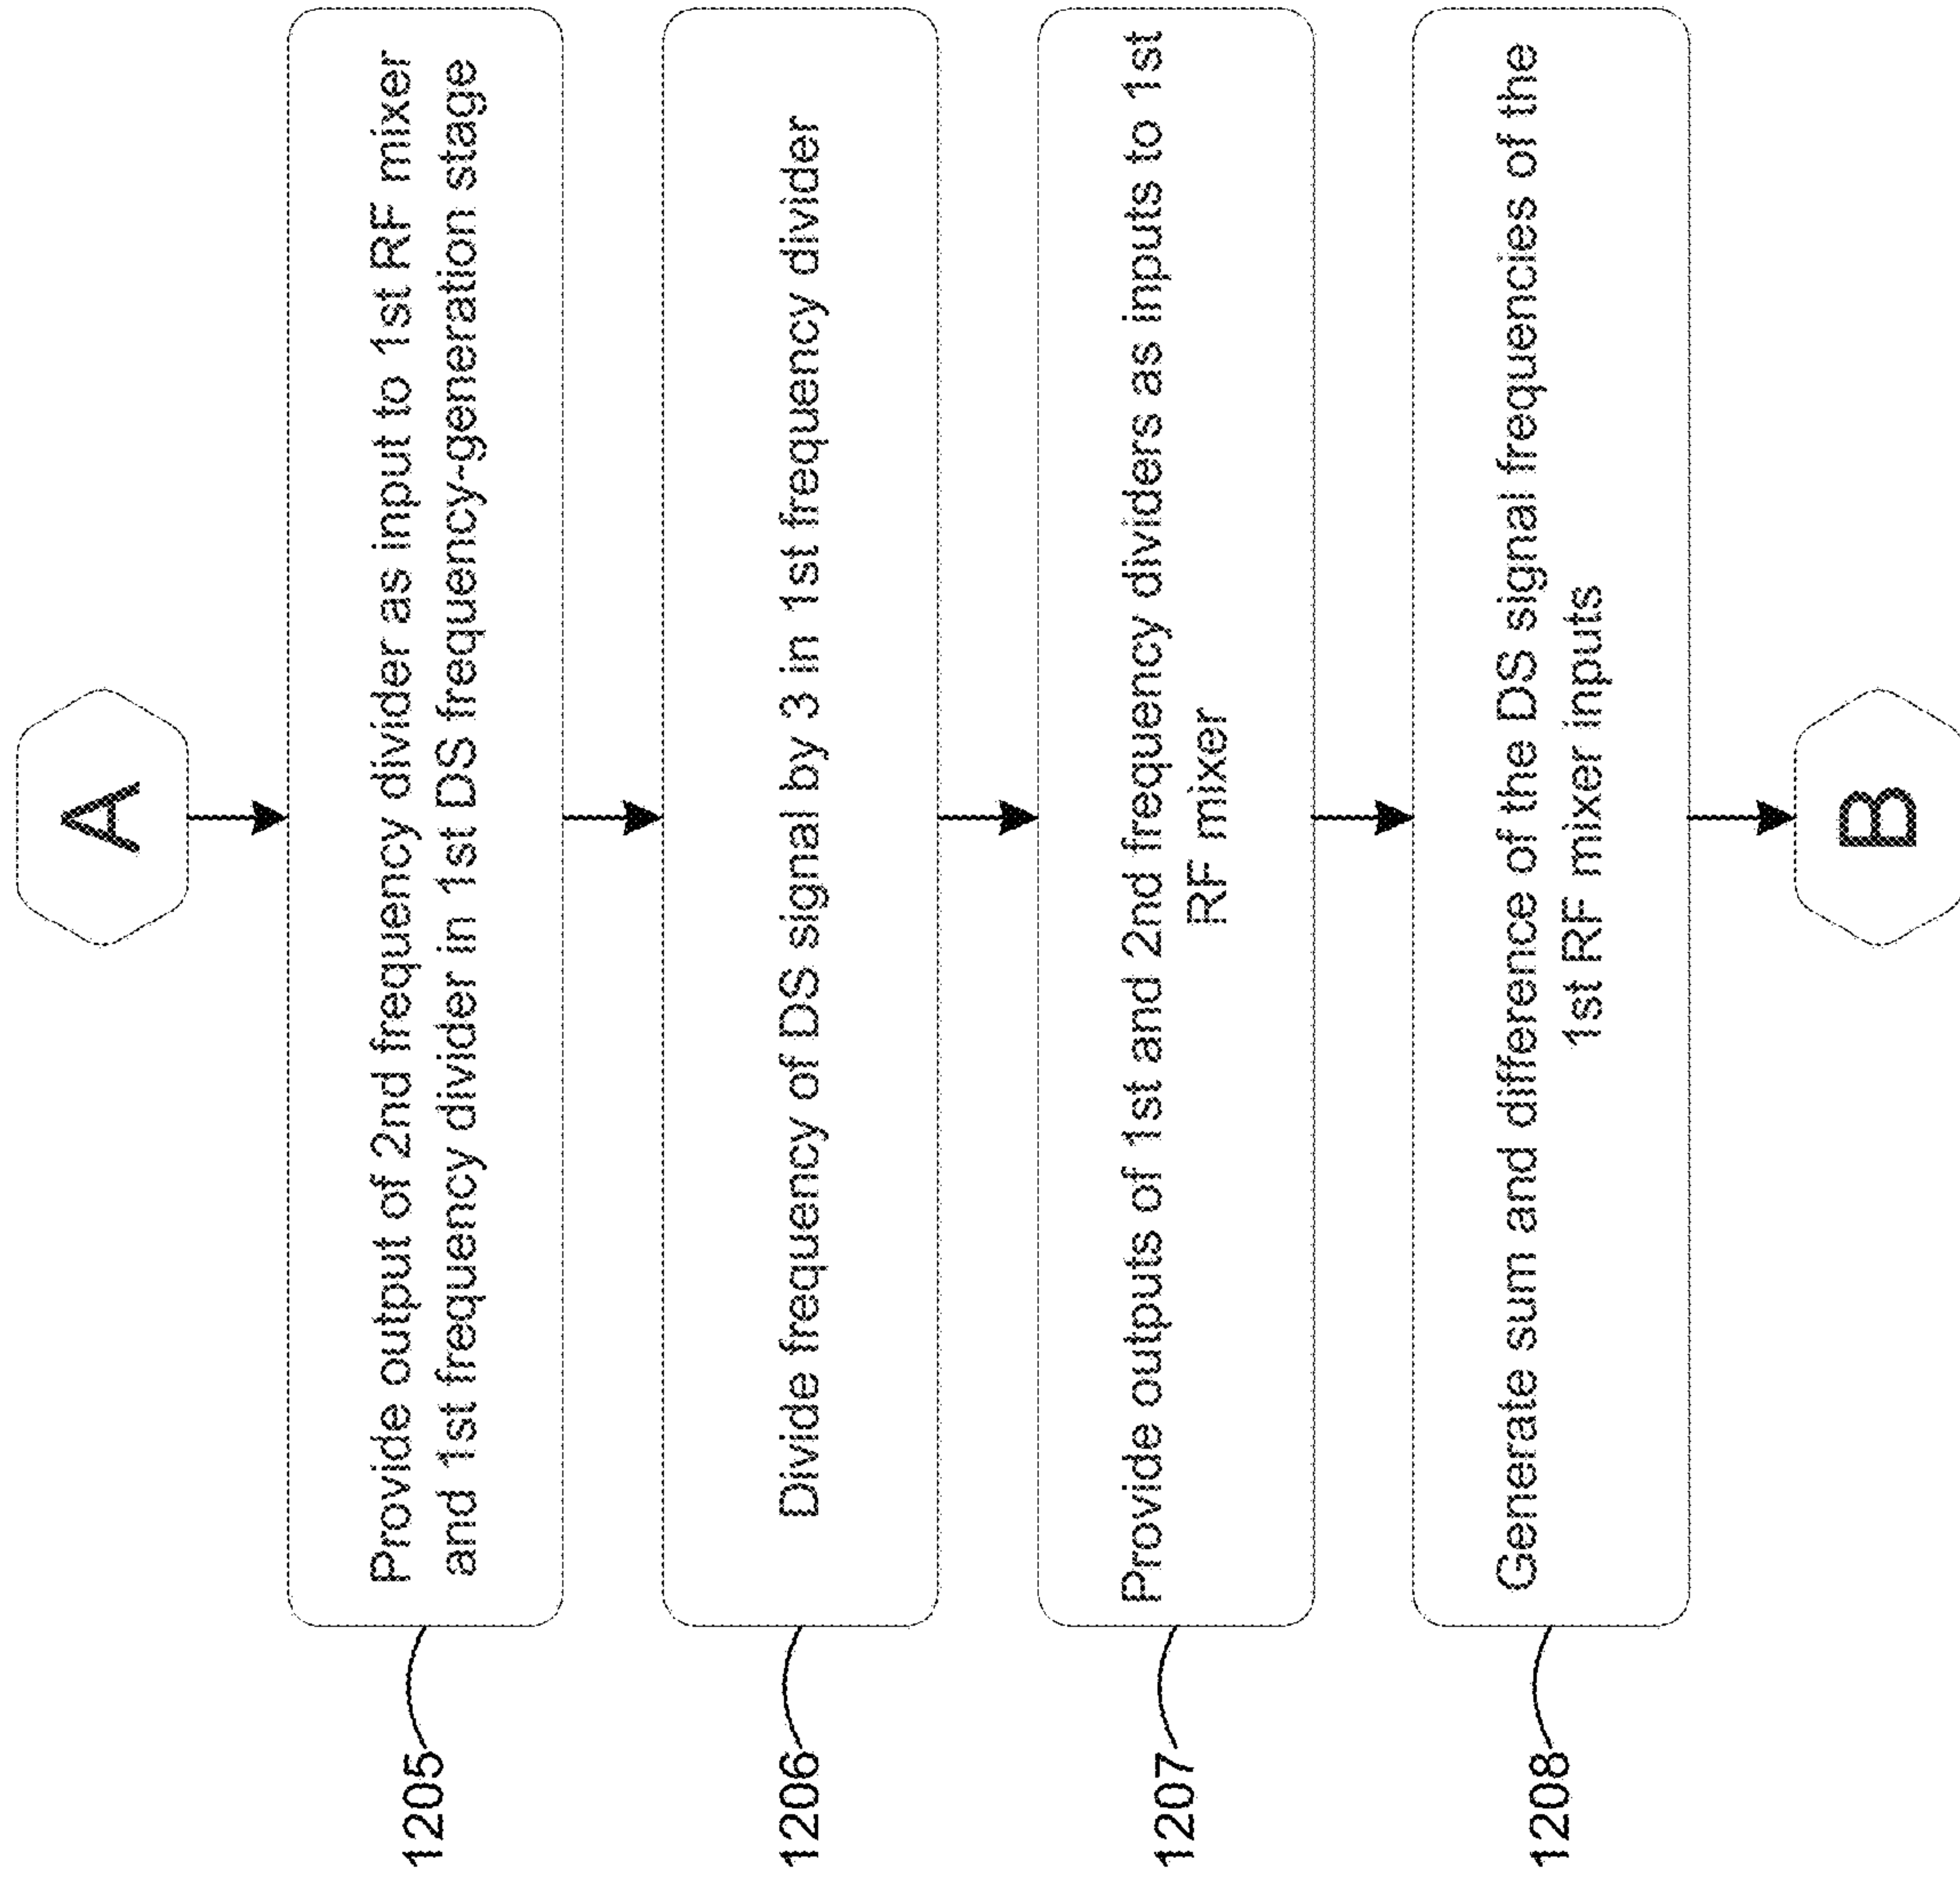 A
1205
Provide output of 2nd frequency divider as input to 1st RF mixer
and 1st frequency divider in 1st DS frequency-generation stage
1206
Divide frequency of DS signal by 3 in 1st frequency divider
1207
Provide outputs of 1st and 2nd frequency dividers as inputs to 1st
RF mixer
1208
Generate sum and difference of the DS signal frequencies of the
1st RF mixer inputs
B